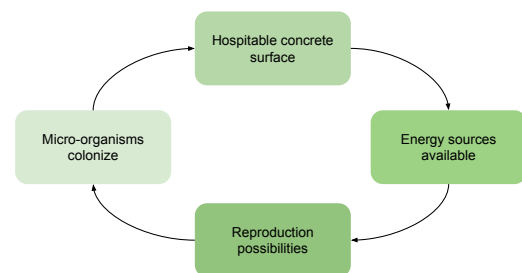 Hospitable concrete
surface
Energy sources
available
Reproduction
possibilities
Micro-organisms
colonize